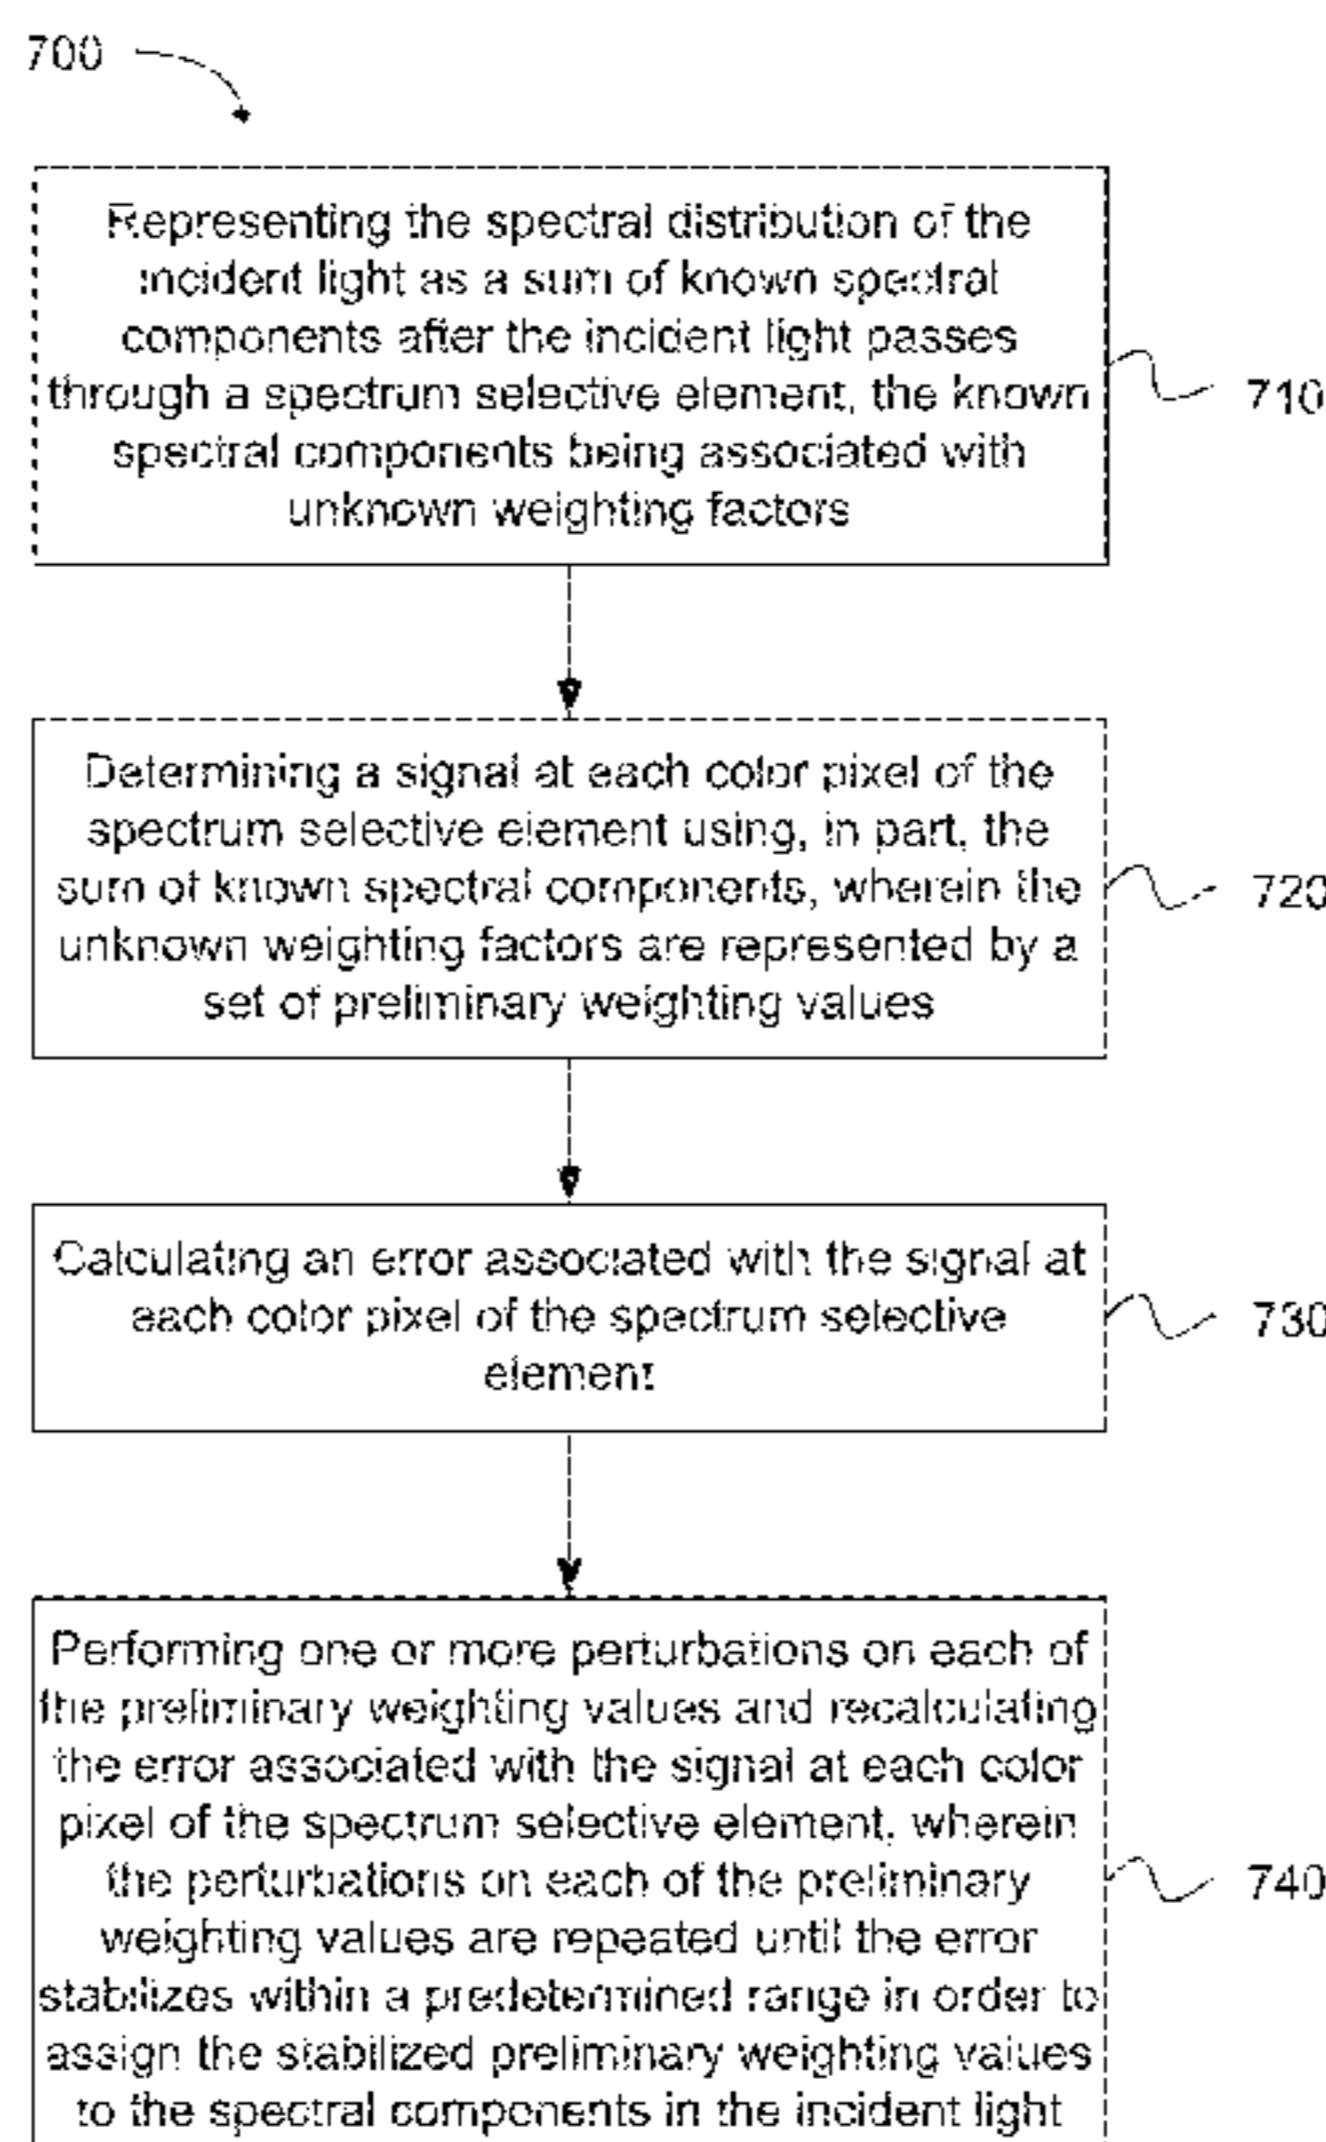 700
Representing the spectral distribution of the
incident light as a sum of known spectral
components after the incident light passes
through a spectrum selective element, the known
spectral components being associated with
unknown weighting factors
710
Determining a signal at each color pixel of the
spectrum selective element using, in part, the
sum of known spectral components, wherein the
unknown weighting factors are represented by a
set of preliminary weighting values
720
Calculating an error associated with the signal at
each color pixel of the spectrum selective
element
730
Performing one or more perturbations on each of
the preliminary weighting values and recalculating
the error associated with the signal at each color
pixel of the spectrum selective element, wherein
the perturbations on each of the preliminary
weighting values are repeated until the error
stabilizes within a predetermined range in order to
assign the stabilized preliminary weighting values
to the spectral components in the incident light
740